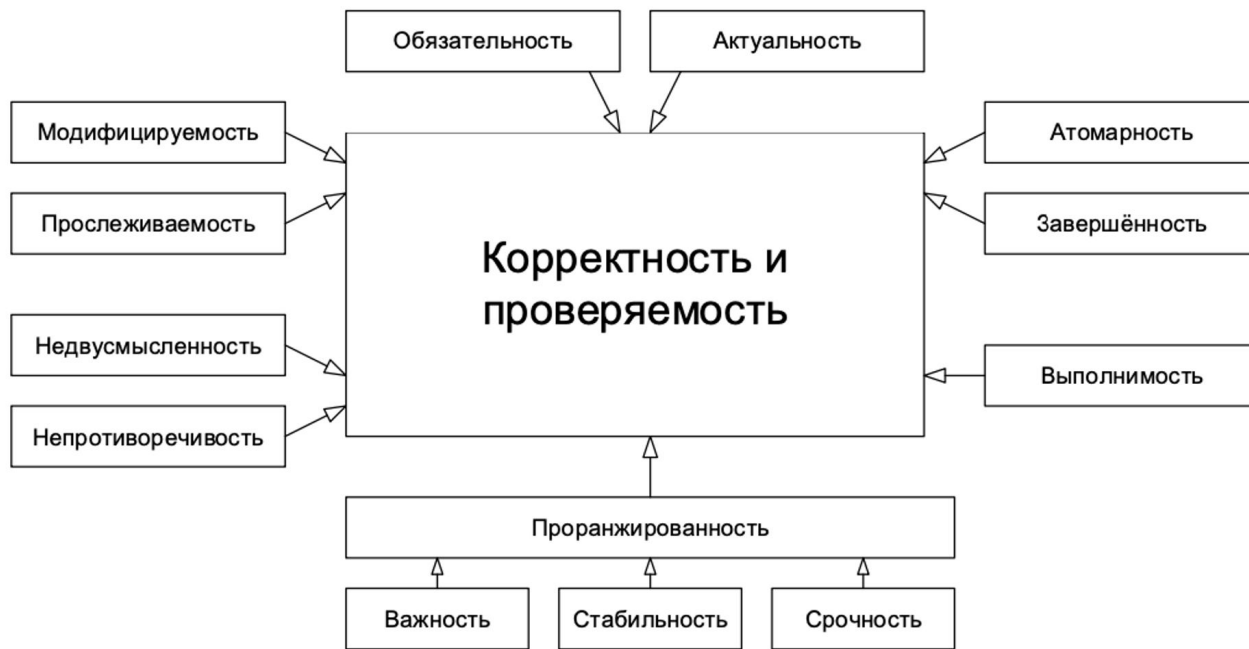 Обязательность
Актуальность
Модифицируемость
Атомарность
Прослеживаемость
Завершённость
Корректность и
проверяемость
Недвусмысленность
Выполнимость
Непротиворечивость
Проранжированность
Важность
Стабильность
Срочность